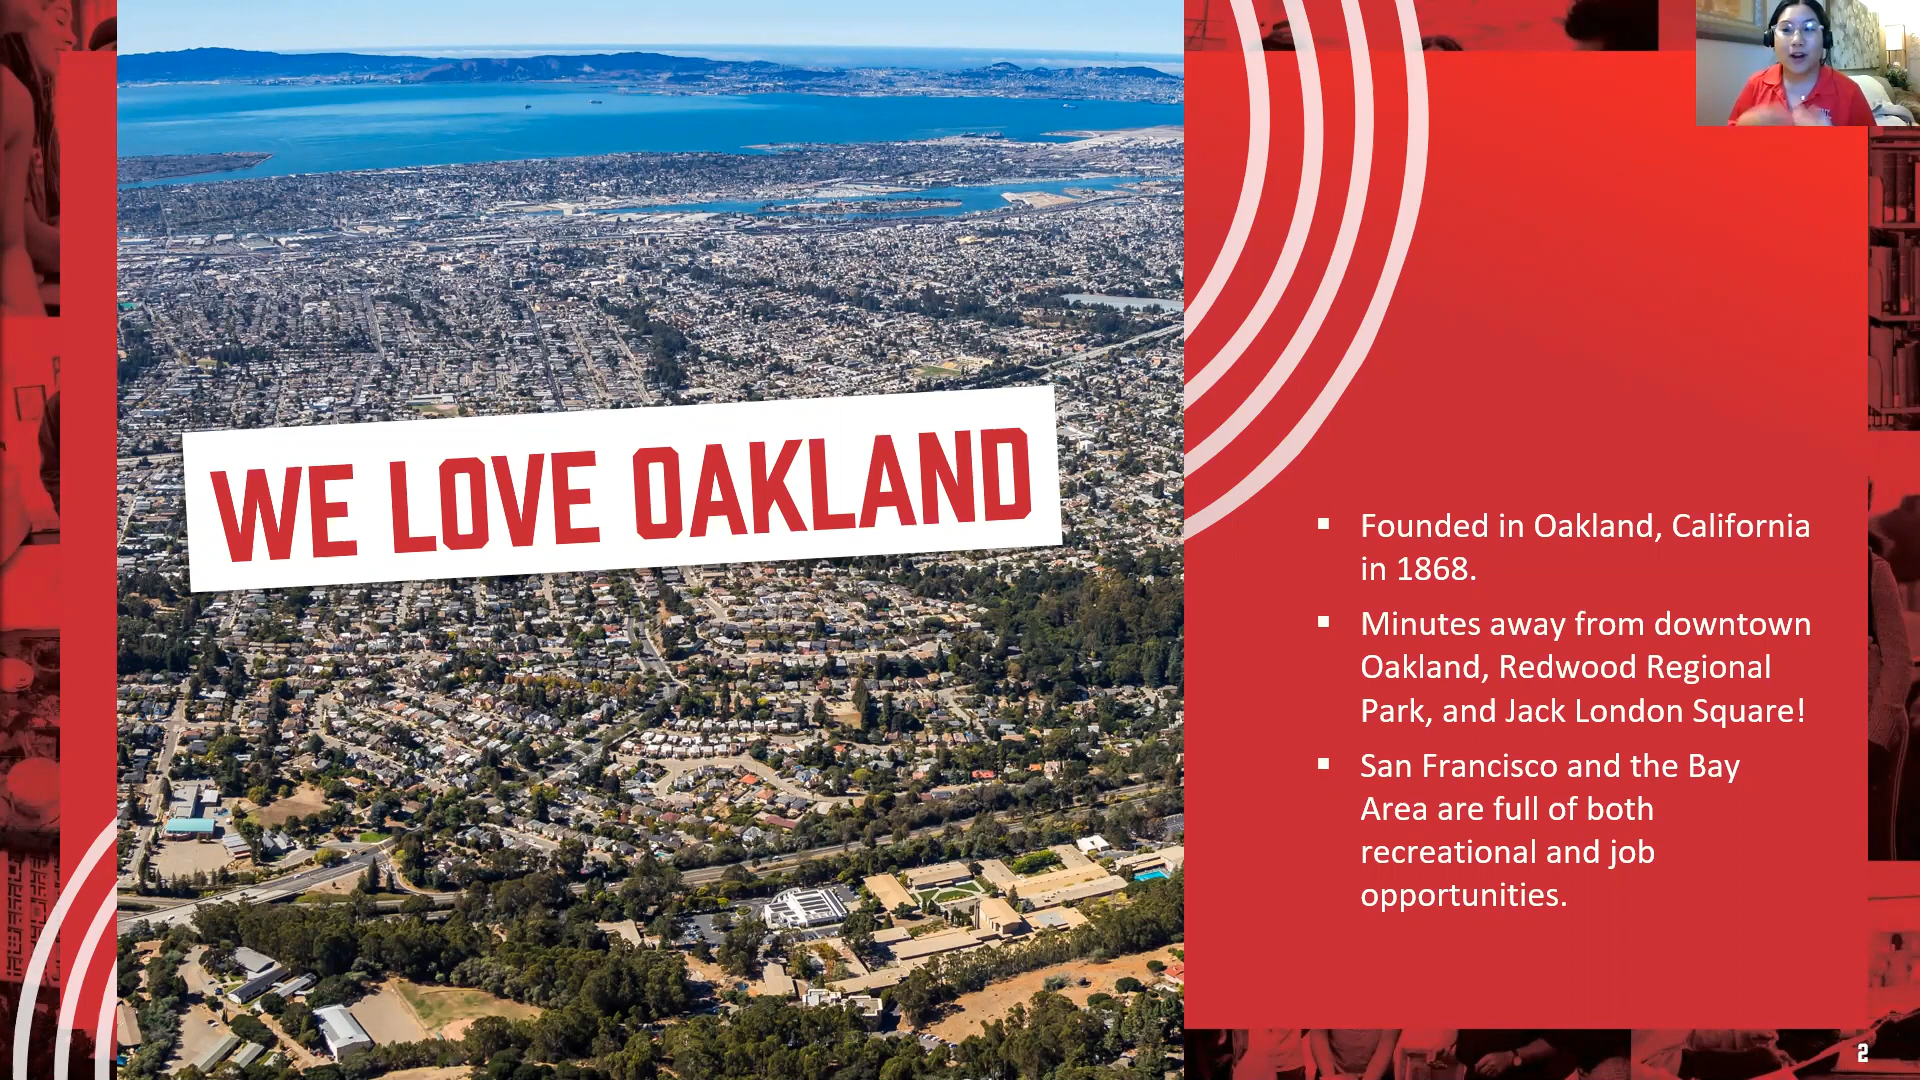 WE LOVE OAKLAND
▪ Founded in Oakland, California
in 1868.
▪ Minutes away from downtown
Oakland, Redwood Regional
Park, and Jack London Square!
▪ San Francisco and the Bay
Area are full of both
recreational and job
opportunities.
2